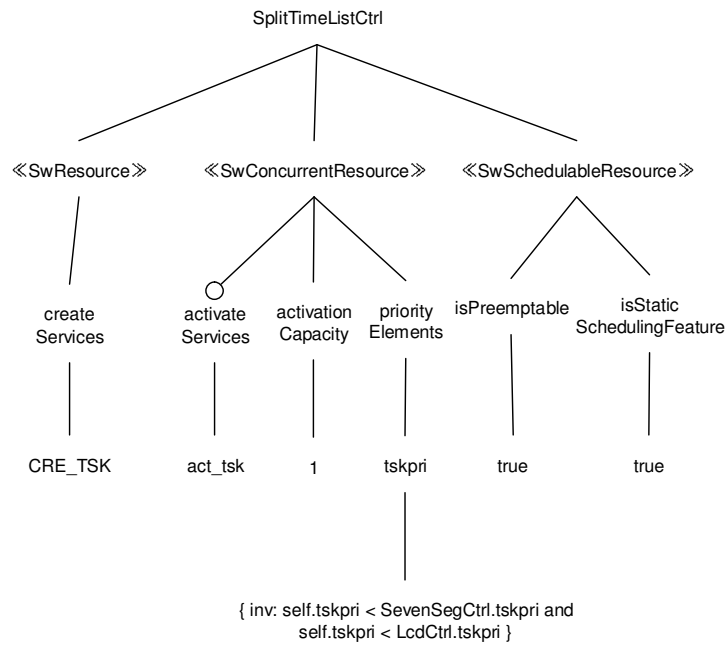 SplitTimeListCtrl
≪SwResource≫ ≪SwConcurrentResource≫ ≪SwSchedulableResource≫
create
Services
activate
Services
activation
Capacity
priority
Elements
isPreemptable
isStatic
SchedulingFeature
CRE_TSK act_tsk 1 tskpri true true
{ inv: self.tskpri < SevenSegCtrl.tskpri and
self.tskpri < LcdCtrl.tskpri }